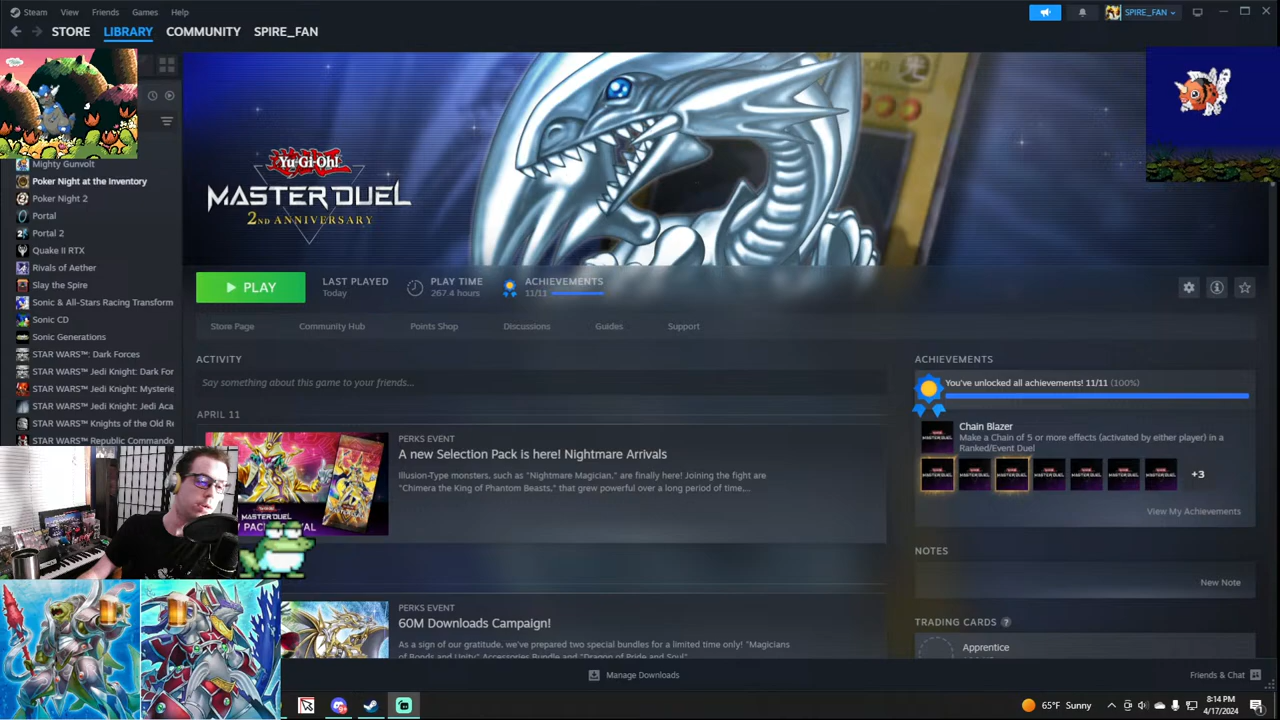 Steam View Friends Games Help
SPIRE_FAN
STORE LIBRARY COMMUNITY SPIRE_FAN
Yu-Gi-Oh!
MASTER DUEL
2ND ANNIVERSARY
Mighty Gunvolt
Poker Night at the Inventory
Poker Night 2
Portal
Portal 2
Quake II RTX
Rivals of Aether
Slay the Spire
Sonic & All-Stars Racing Transform
Sonic CD
Sonic Generations
STAR WARS™: Dark Forces
STAR WARS™ Jedi Knight: Dark For
STAR WARS™ Jedi Knight: Mysterie
STAR WARS™ Jedi Knight: Jedi Aca
STAR WARS™ Knights of the Old Re
STAR WARS™ Republic Commando
PLAY
LAST PLAYED
Today
PLAY TIME
267.4 hours
ACHIEVEMENTS
11/11
Store Page Community Hub Points Shop Discussions Guides Support
ACTIVITY
Say something about this game to your friends...
APRIL 11
PERKS EVENT
A new Selection Pack is here! Nightmare Arrivals
Illusion-Type monsters, such as "Nightmare Magician," are finally here! Joining the fight are
"Chimera the King of Phantom Beasts," that grew powerful over a long period of time,...
MASTER DUEL
PERKS EVENT
60M Downloads Campaign!
As a sign of our gratitude, we've prepared two special bundles for a limited time only! "Magicians
of Bonds and Unity" Accessories Bundle and "Dragon of Pride and Soul"
ACHIEVEMENTS
You've unlocked all achievements! 11/11 (100%)
Chain Blazer
Make a Chain of 5 or more effects (activated by either player) in a
Ranked/Event Duel
+3
View My Achievements
NOTES
New Note
TRADING CARDS ?
Apprentice
Manage Downloads
Friends & Chat
65°F Sunny
8:14 PM
4/17/2024